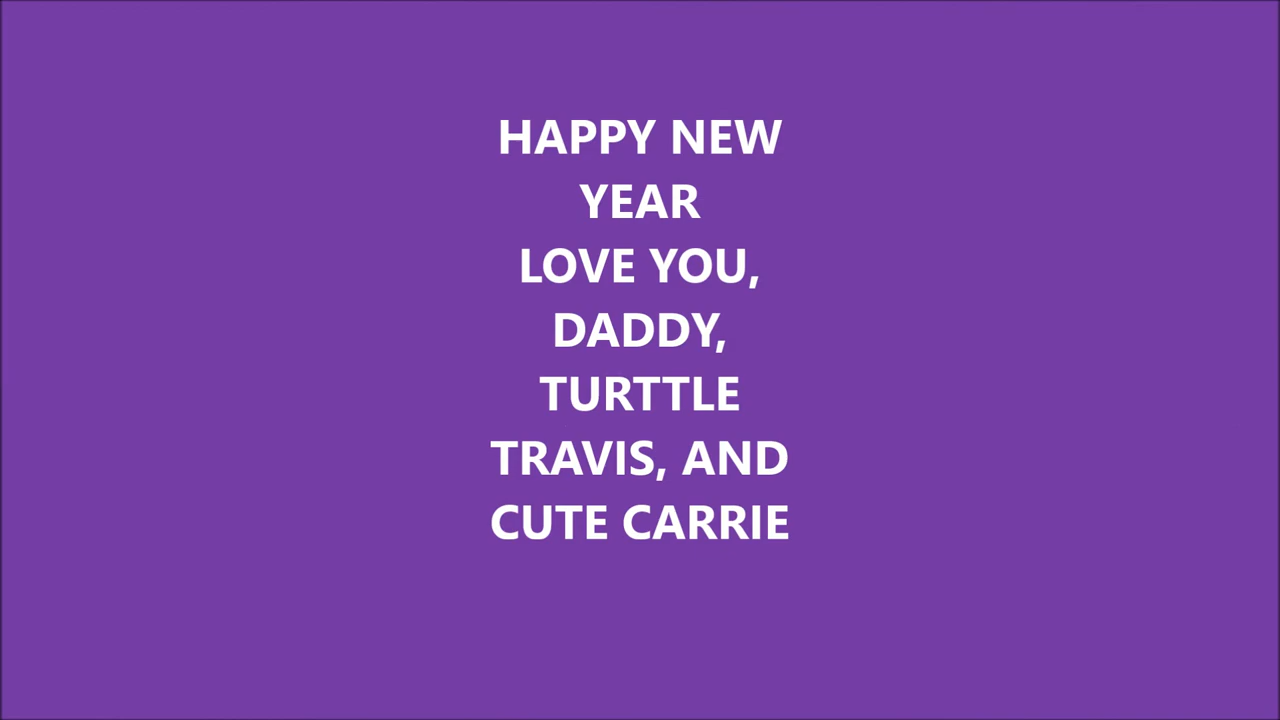 HAPPY NEW
YEAR
LOVE YOU,
DADDY,
TURTTLE
TRAVIS, AND
CUTE CARRIE